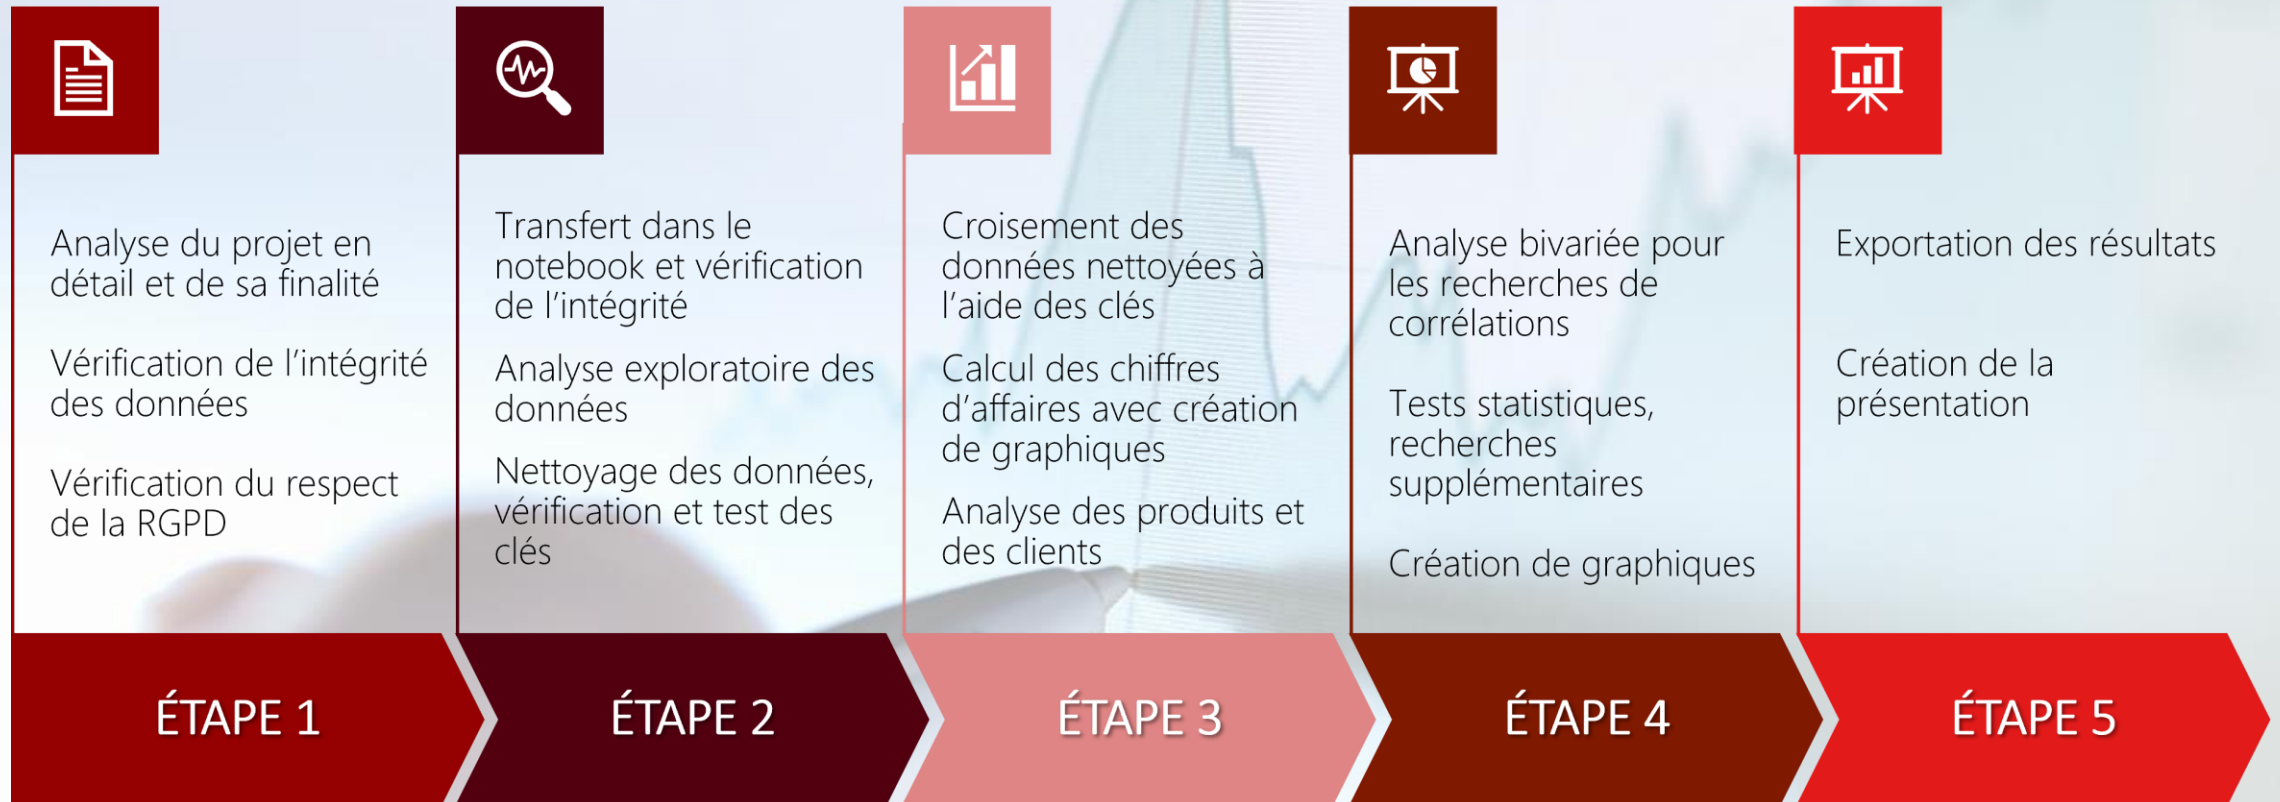 Analyse du projet en
détail et de sa finalité
Vérification de l’intégrité
des données
Vérification du respect
de la RGPD
ÉTAPE 1
Transfert dans le
notebook et vérification
de l’intégrité
Analyse exploratoire des
données
Nettoyage des données,
vérification et test des
clés
ÉTAPE 2
Croisement des
données nettoyées à
l’aide des clés
Calcul des chiffres
d’affaires avec création
de graphiques
Analyse des produits et
des clients
ÉTAPE 3
Analyse bivariée pour
les recherches de
corrélations
Tests statistiques,
recherches
supplémentaires
Création de graphiques
ÉTAPE 4
Exportation des résultats
Création de la
présentation
ÉTAPE 5